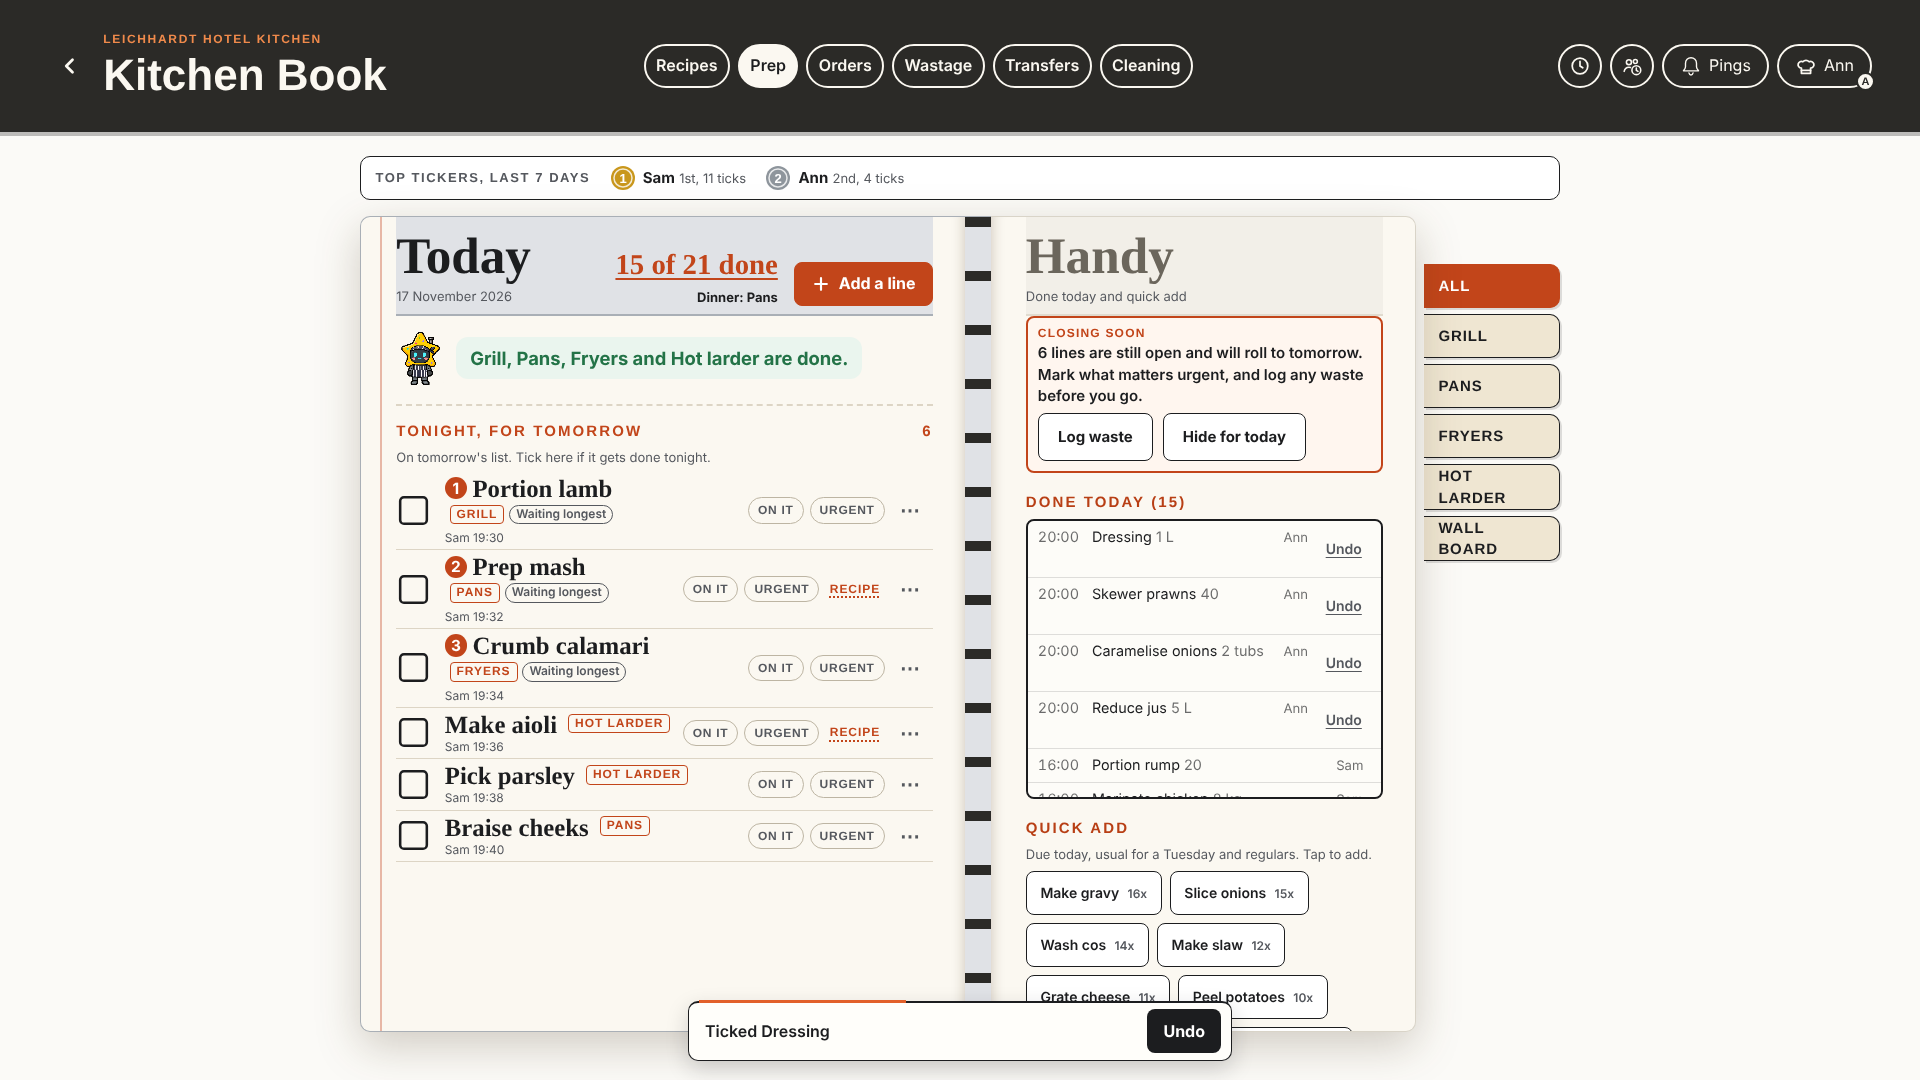 LEICHHARDT HOTEL KITCHEN
Kitchen Book
Recipes
Prep
Orders
Wastage
Transfers
Cleaning
Pings
Ann
A
TOP TICKERS, LAST 7 DAYS
1 Sam 1st, 11 ticks
2 Ann 2nd, 4 ticks
Today
17 November 2026
15 of 21 done
Dinner: Pans
+ Add a line
Grill, Pans, Fryers and Hot larder are done.
TONIGHT, FOR TOMORROW 6
On tomorrow's list. Tick here if it gets done tonight.
1 Portion lamb
GRILL Waiting longest
Sam 19:30
ON IT URGENT ...
2 Prep mash
PANS Waiting longest
Sam 19:32
ON IT URGENT RECIPE ...
3 Crumb calamari
FRYERS Waiting longest
Sam 19:34
ON IT URGENT ...
Make aioli HOT LARDER
Sam 19:36
ON IT URGENT RECIPE ...
Pick parsley HOT LARDER
Sam 19:38
ON IT URGENT ...
Braise cheeks PANS
Sam 19:40
ON IT URGENT ...
Handy
Done today and quick add
CLOSING SOON
6 lines are still open and will roll to tomorrow.
Mark what matters urgent, and log any waste
before you go.
Log waste
Hide for today
DONE TODAY (15)
20:00 Dressing 1 L Ann Undo
20:00 Skewer prawns 40 Ann Undo
20:00 Caramelise onions 2 tubs Ann Undo
20:00 Reduce jus 5 L Ann Undo
16:00 Portion rump 20 Sam
QUICK ADD
Due today, usual for a Tuesday and regulars. Tap to add.
Make gravy 16x
Slice onions 15x
Wash cos 14x
Make slaw 12x
Grate cheese 11x
Peel potatoes 10x
ALL
GRILL
PANS
FRYERS
HOT
LARDER
WALL
BOARD
Ticked Dressing
Undo